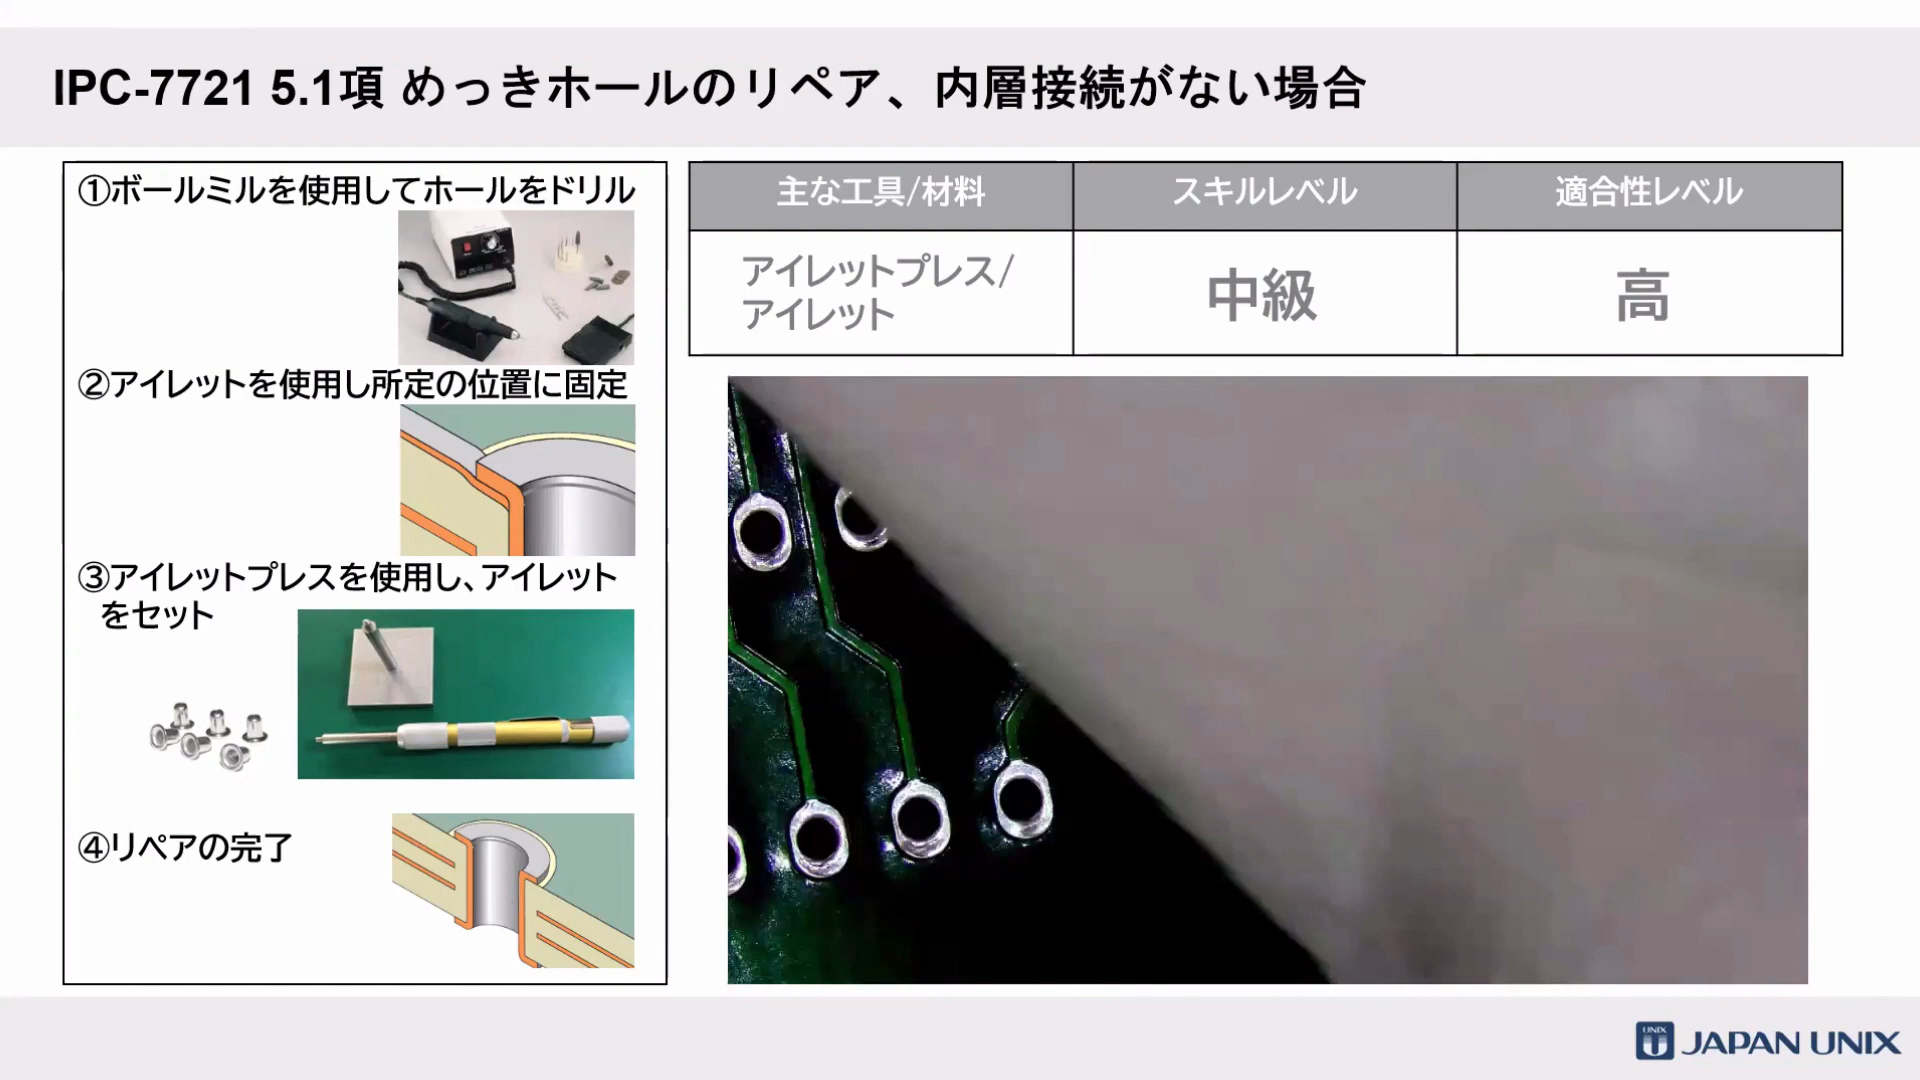 IPC-7721 5.1項 めっきホールのリペア、内層接続がない場合
①ボールミルを使用してホールをドリル
②アイレットを使用し所定の位置に固定
③アイレットプレスを使用し、アイレット
をセット
④リペアの完了
主な工具/材料
スキルレベル
適合性レベル
アイレットプレス/
アイレット
中級
高
UNIX
JAPAN UNIX